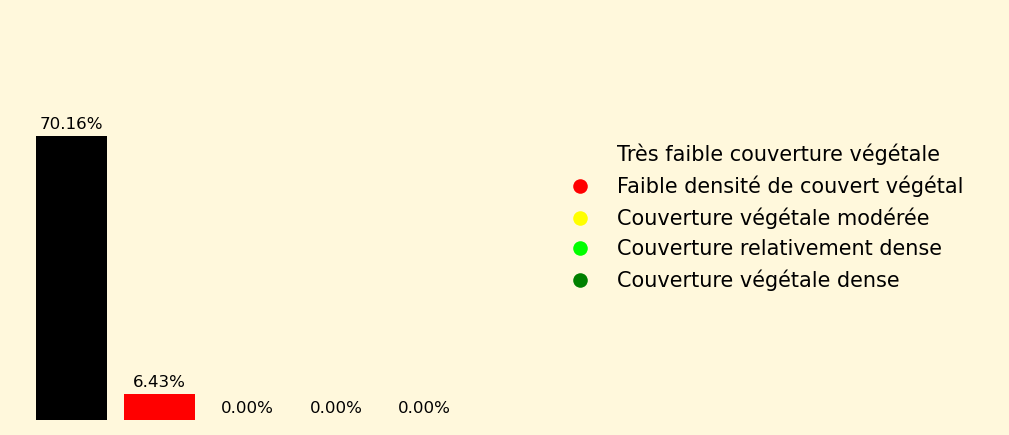 70.16%
6.43%
0.00%
0.00%
0.00%
Très faible couverture végétale
Faible densité de couvert végétal
Couverture végétale modérée
Couverture relativement dense
Couverture végétale dense